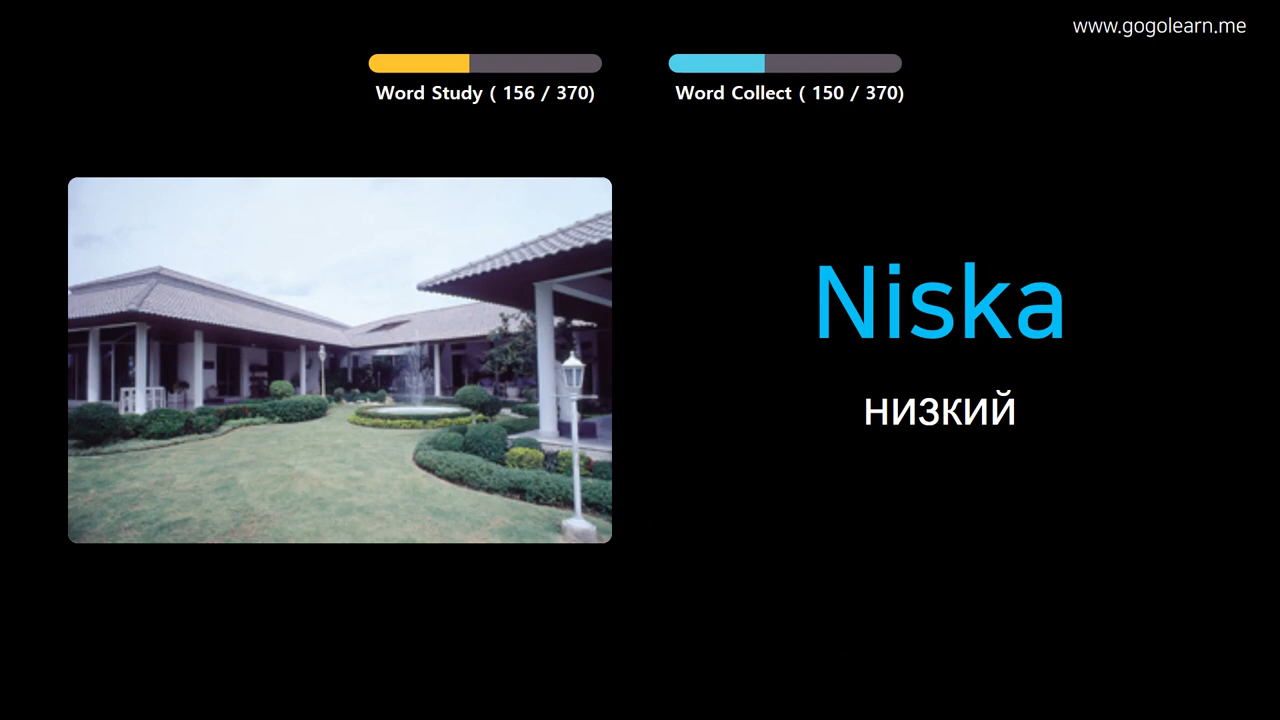 www.gogolearn.me
Word Study ( 156 / 370)
Word Collect ( 150 / 370)
Niska
низкий